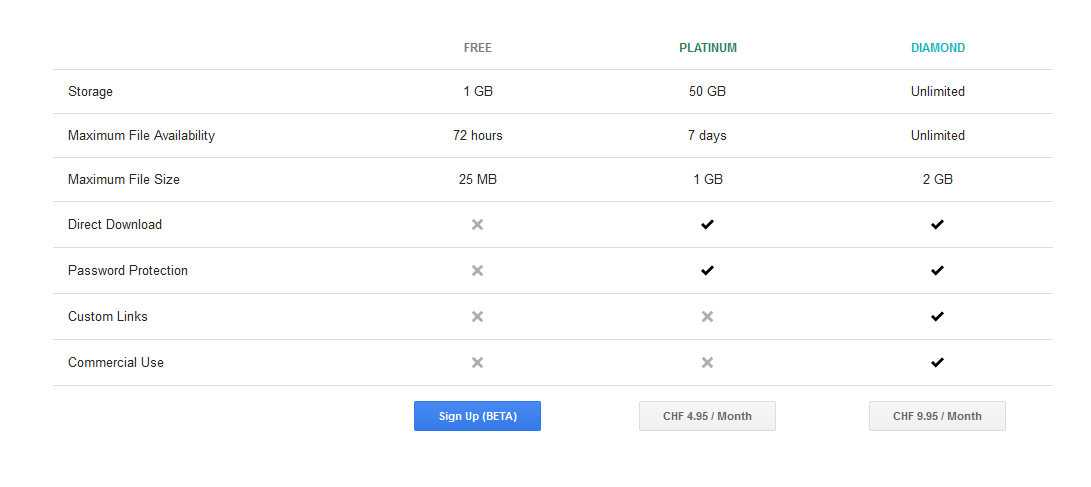 FREE PLATINUM DIAMOND
Storage 1 GB 50 GB Unlimited
Maximum File Availability 72 hours 7 days Unlimited
Maximum File Size 25 MB 1 GB 2 GB
Direct Download
Password Protection
Custom Links
Commercial Use
Sign Up (BETA) CHF 4.95 / Month CHF 9.95 / Month